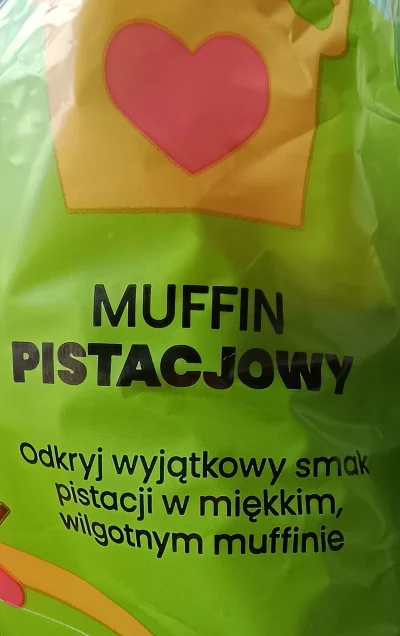 MUFFIN
PISTACJOWY
Odkryj wyjątkowy smak
pistacji w miękkim,
wilgotnym muffinie